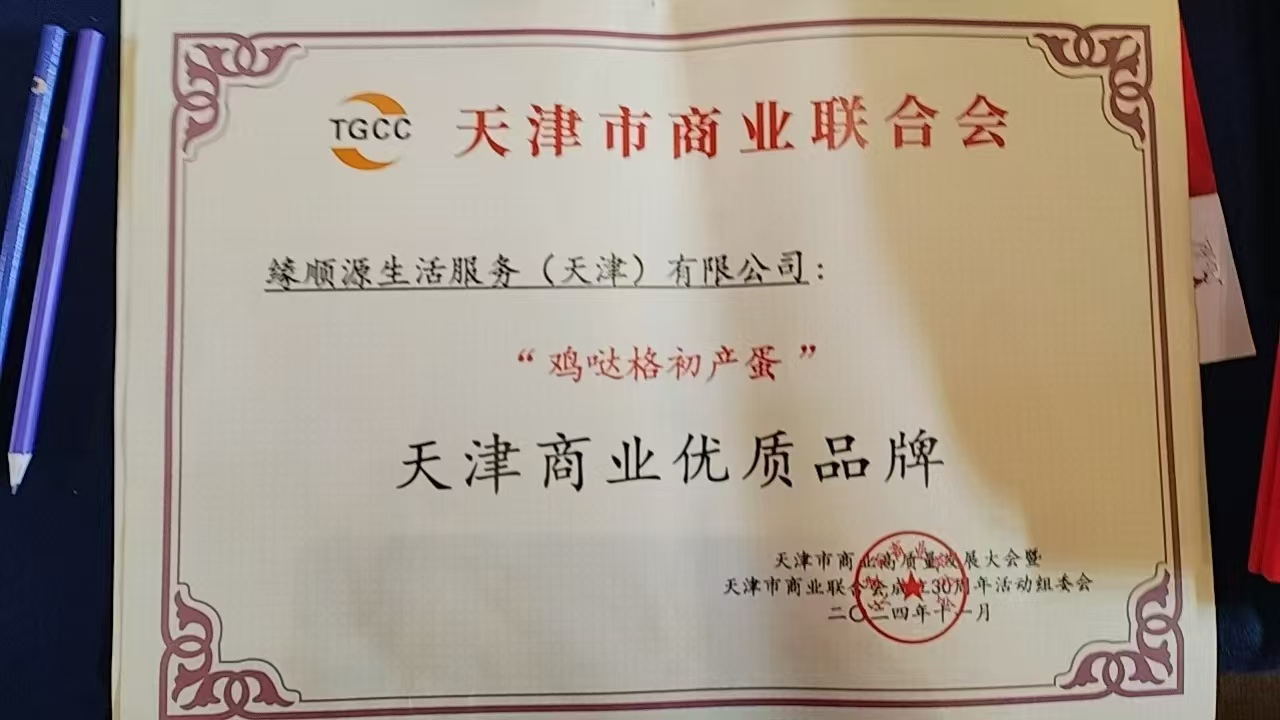 TGCC 天津市商业联合会
缘顺源生活服务（天津）有限公司：
“鸡哒格初产蛋”
天津商业优质品牌
天津市商业高质量发展大会暨
天津市商业联合会成立30周年活动组委会
二〇二四年十一月